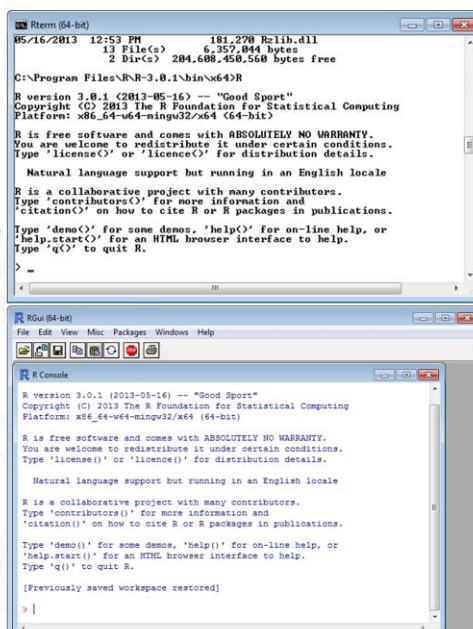 Rterm (64-bit)
05/16/2013  12:53 PM           181,270 Rzlib.dll
13 File(s)      6,357,044 bytes
2 Dir(s)  204,608,450,560 bytes free
C:\Program Files\R\R-3.0.1\bin\x64>R
R version 3.0.1 (2013-05-16) -- "Good Sport"
Copyright (C) 2013 The R Foundation for Statistical Computing
Platform: x86_64-w64-mingw32/x64 (64-bit)
R is free software and comes with ABSOLUTELY NO WARRANTY.
You are welcome to redistribute it under certain conditions.
Type 'license()' or 'licence()' for distribution details.
Natural language support but running in an English locale
R is a collaborative project with many contributors.
Type 'contributors()' for more information and
'citation()' on how to cite R or R packages in publications.
Type 'demo()' for some demos, 'help()' for on-line help, or
'help.start()' for an HTML browser interface to help.
Type 'q()' to quit R.
> _
RGui (64-bit)
File Edit View Misc Packages Windows Help
STOP
R Console
R version 3.0.1 (2013-05-16) -- "Good Sport"
Copyright (C) 2013 The R Foundation for Statistical Computing
Platform: x86_64-w64-mingw32/x64 (64-bit)
R is free software and comes with ABSOLUTELY NO WARRANTY.
You are welcome to redistribute it under certain conditions.
Type 'license()' or 'licence()' for distribution details.
Natural language support but running in an English locale
R is a collaborative project with many contributors.
Type 'contributors()' for more information and
'citation()' on how to cite R or R packages in publications.
Type 'demo()' for some demos, 'help()' for on-line help, or
'help.start()' for an HTML browser interface to help.
Type 'q()' to quit R.
[Previously saved workspace restored]
> |